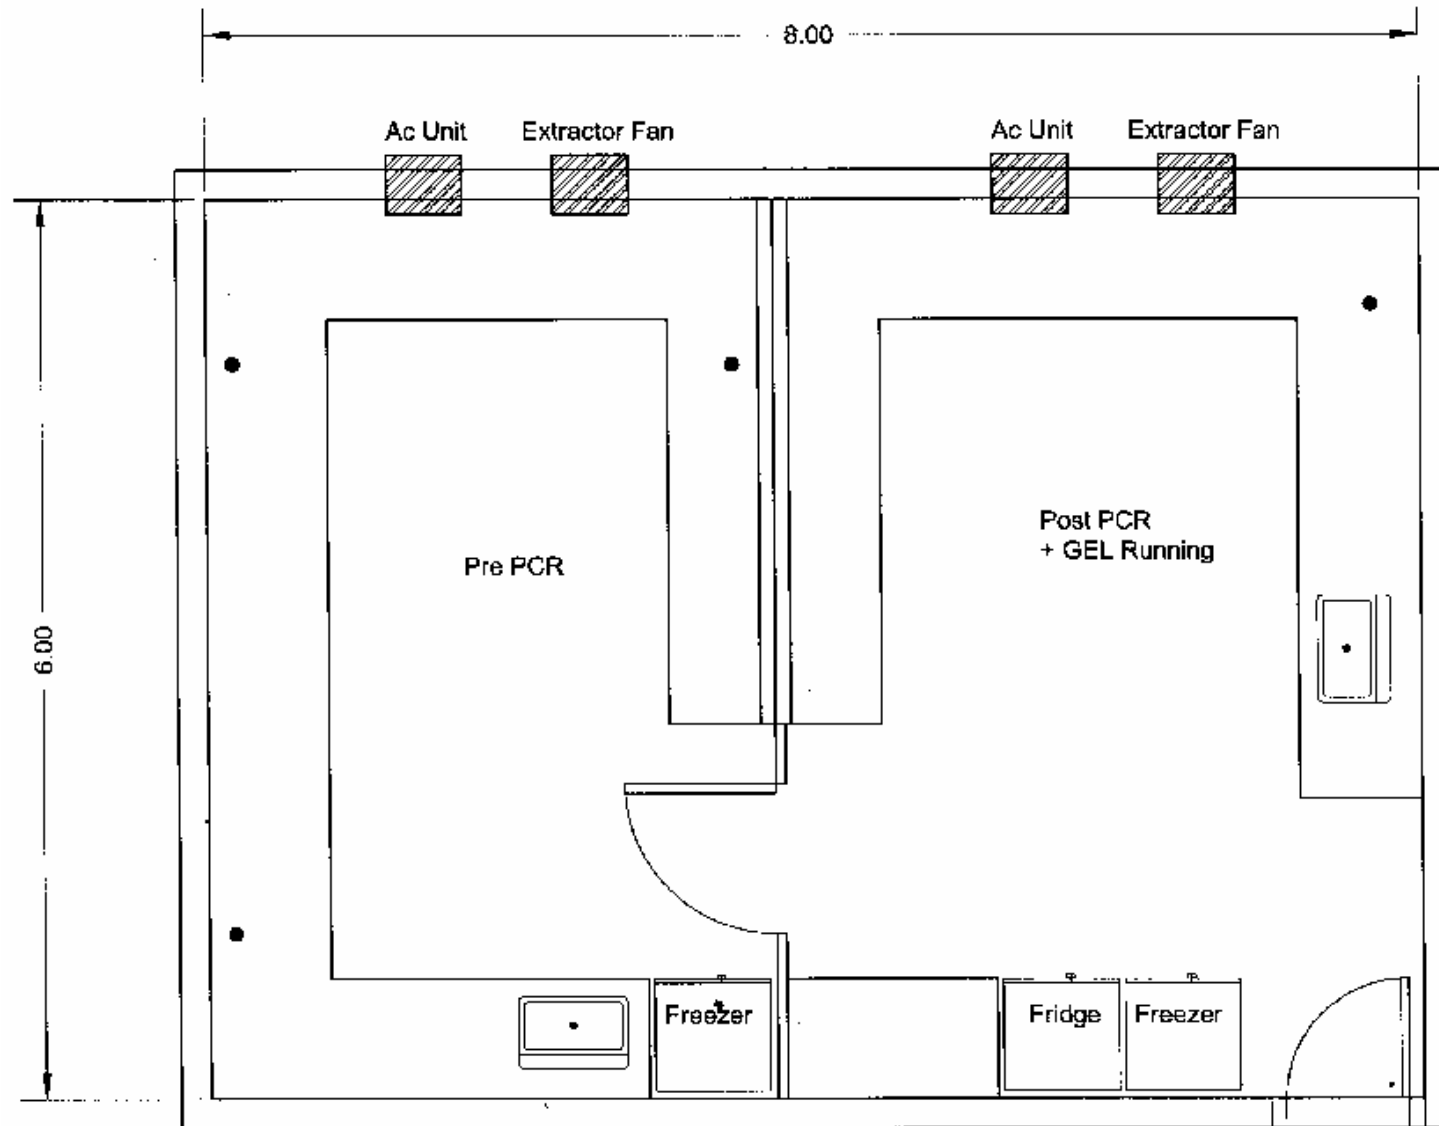 8.00
Ac Unit
Extractor Fan
Ac Unit
Extractor Fan
6.00
Pre PCR
Post PCR
+ GEL Running
Freezer
Fridge
Freezer